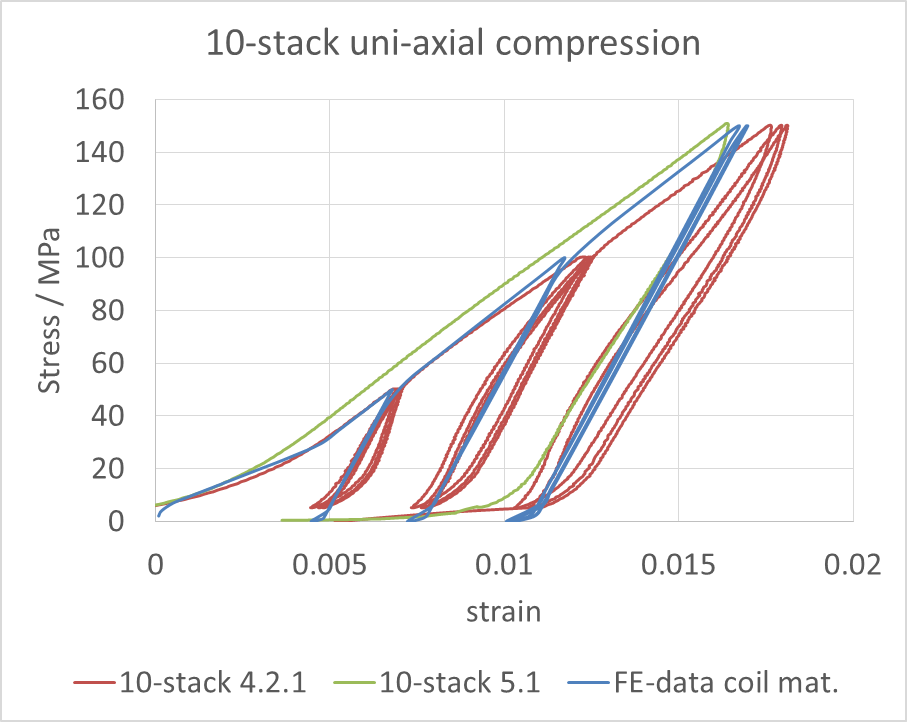 10-stack uni-axial compression
Stress / MPa
160
140
120
100
80
60
40
20
0
0 0.005 0.01 0.015 0.02
strain
10-stack 4.2.1 10-stack 5.1 FE-data coil mat.